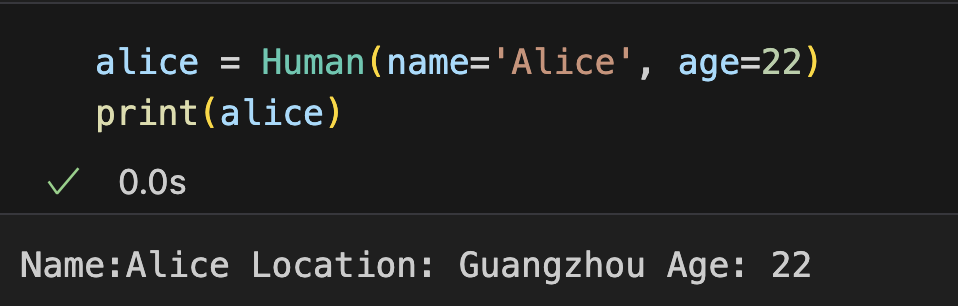 alice = Human(name='Alice', age=22)
print(alice)
0.0s
Name:Alice Location: Guangzhou Age: 22